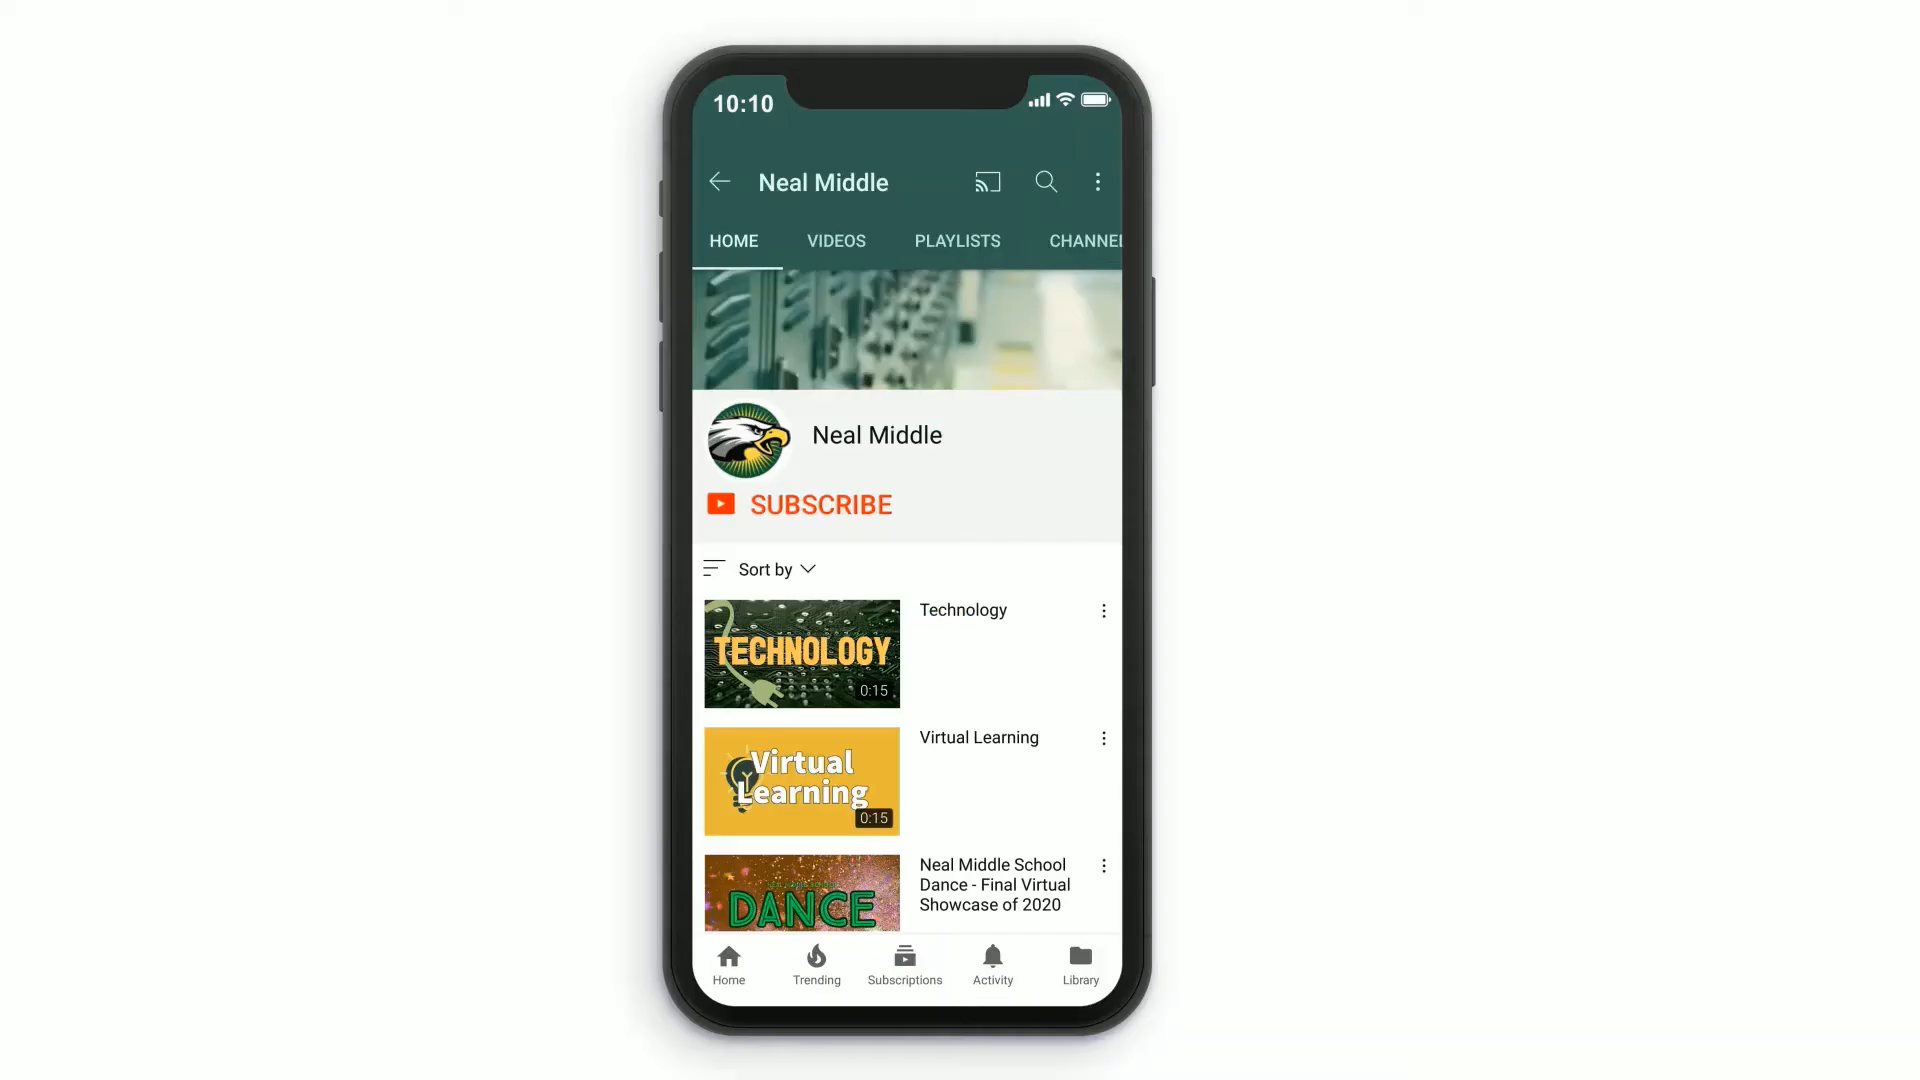 10:10
Neal Middle
HOME VIDEOS PLAYLISTS CHANNEL
Neal Middle
SUBSCRIBE
Sort by
TECHNOLOGY
0:15
Technology
Virtual
Learning
0:15
Virtual Learning
DANCE
Neal Middle School
Dance - Final Virtual
Showcase of 2020
Home Trending Subscriptions Activity Library